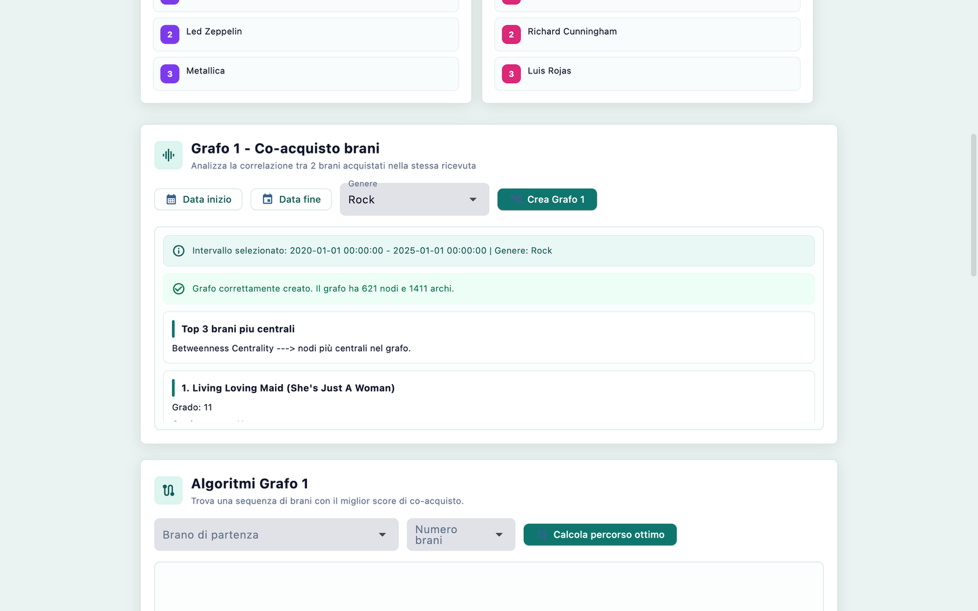 2 Led Zeppelin
3 Metallica
2 Richard Cunningham
3 Luis Rojas
Grafo 1 - Co-acquisto brani
Analizza la correlazione tra 2 brani acquistati nella stessa ricevuta
Data inizio
Data fine
Genere
Rock
Crea Grafo 1
Intervallo selezionato: 2020-01-01 00:00:00 - 2025-01-01 00:00:00 | Genere: Rock
Grafo correttamente creato. Il grafo ha 621 nodi e 1411 archi.
Top 3 brani piu centrali
Betweenness Centrality ---> nodi più centrali nel grafo.
1. Living Loving Maid (She's Just A Woman)
Grado: 11
Algoritmi Grafo 1
Trova una sequenza di brani con il miglior score di co-acquisto.
Brano di partenza
Numero
brani
Calcola percorso ottimo